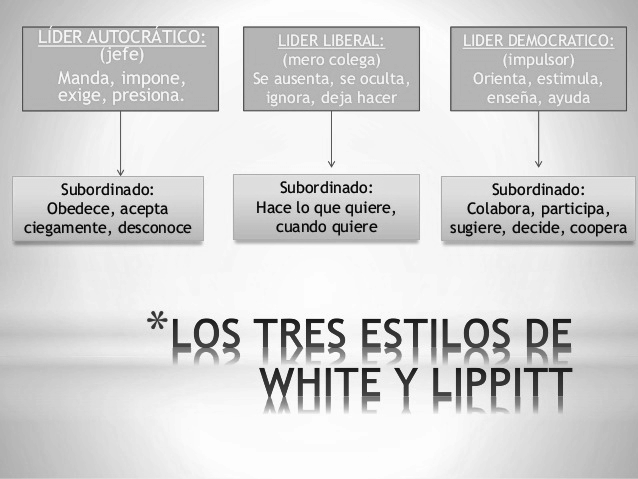 LÍDER AUTOCRÁTICO:
(jefe)
Manda, impone,
exige, presiona.
LIDER LIBERAL:
(mero colega)
Se ausenta, se oculta,
ignora, deja hacer
LIDER DEMOCRATICO:
(impulsor)
Orienta, estimula,
enseña, ayuda
Subordinado:
Obedece, acepta
ciegamente, desconoce
Subordinado:
Hace lo que quiere,
cuando quiere
Subordinado:
Colabora, participa,
sugiere, decide, coopera
*LOS TRES ESTILOS DE
WHITE Y LIPPITT